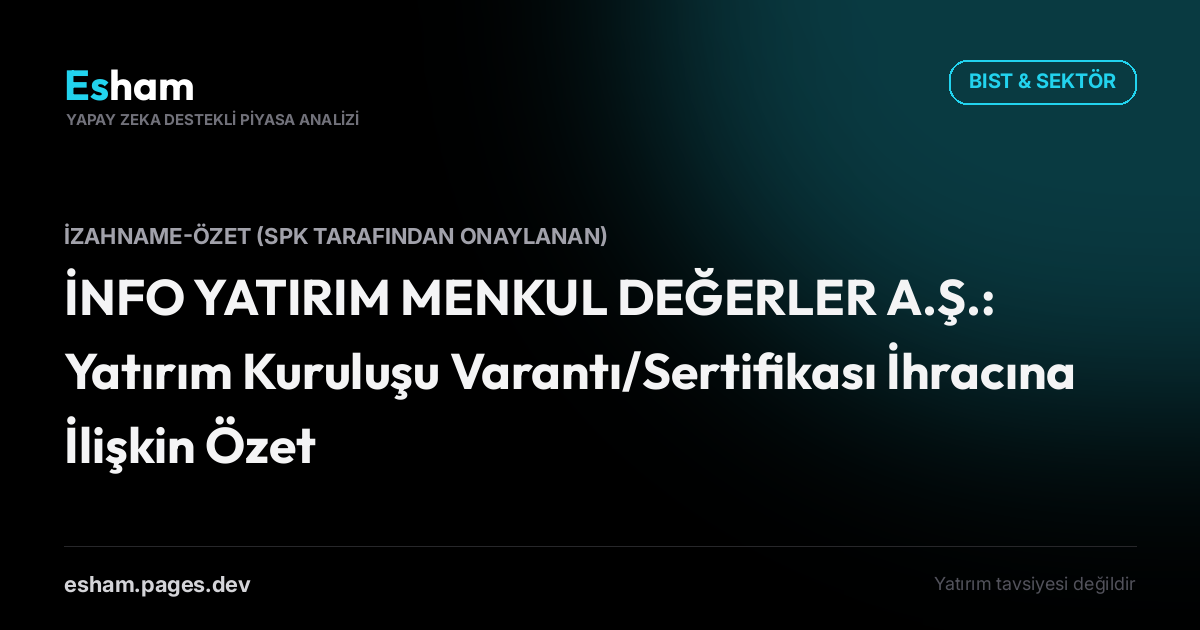 Esham
YAPAY ZEKA DESTEKLİ PİYASA ANALİZİ
BIST & SEKTÖR
İZAHNAME-ÖZET (SPK TARAFINDAN ONAYLANAN)
İNFO YATIRIM MENKUL DEĞERLER A.Ş.:
Yatırım Kuruluşu Varantı/Sertifikası İhracına
İlişkin Özet
esham.pages.dev
Yatırım tavsiyesi değildir